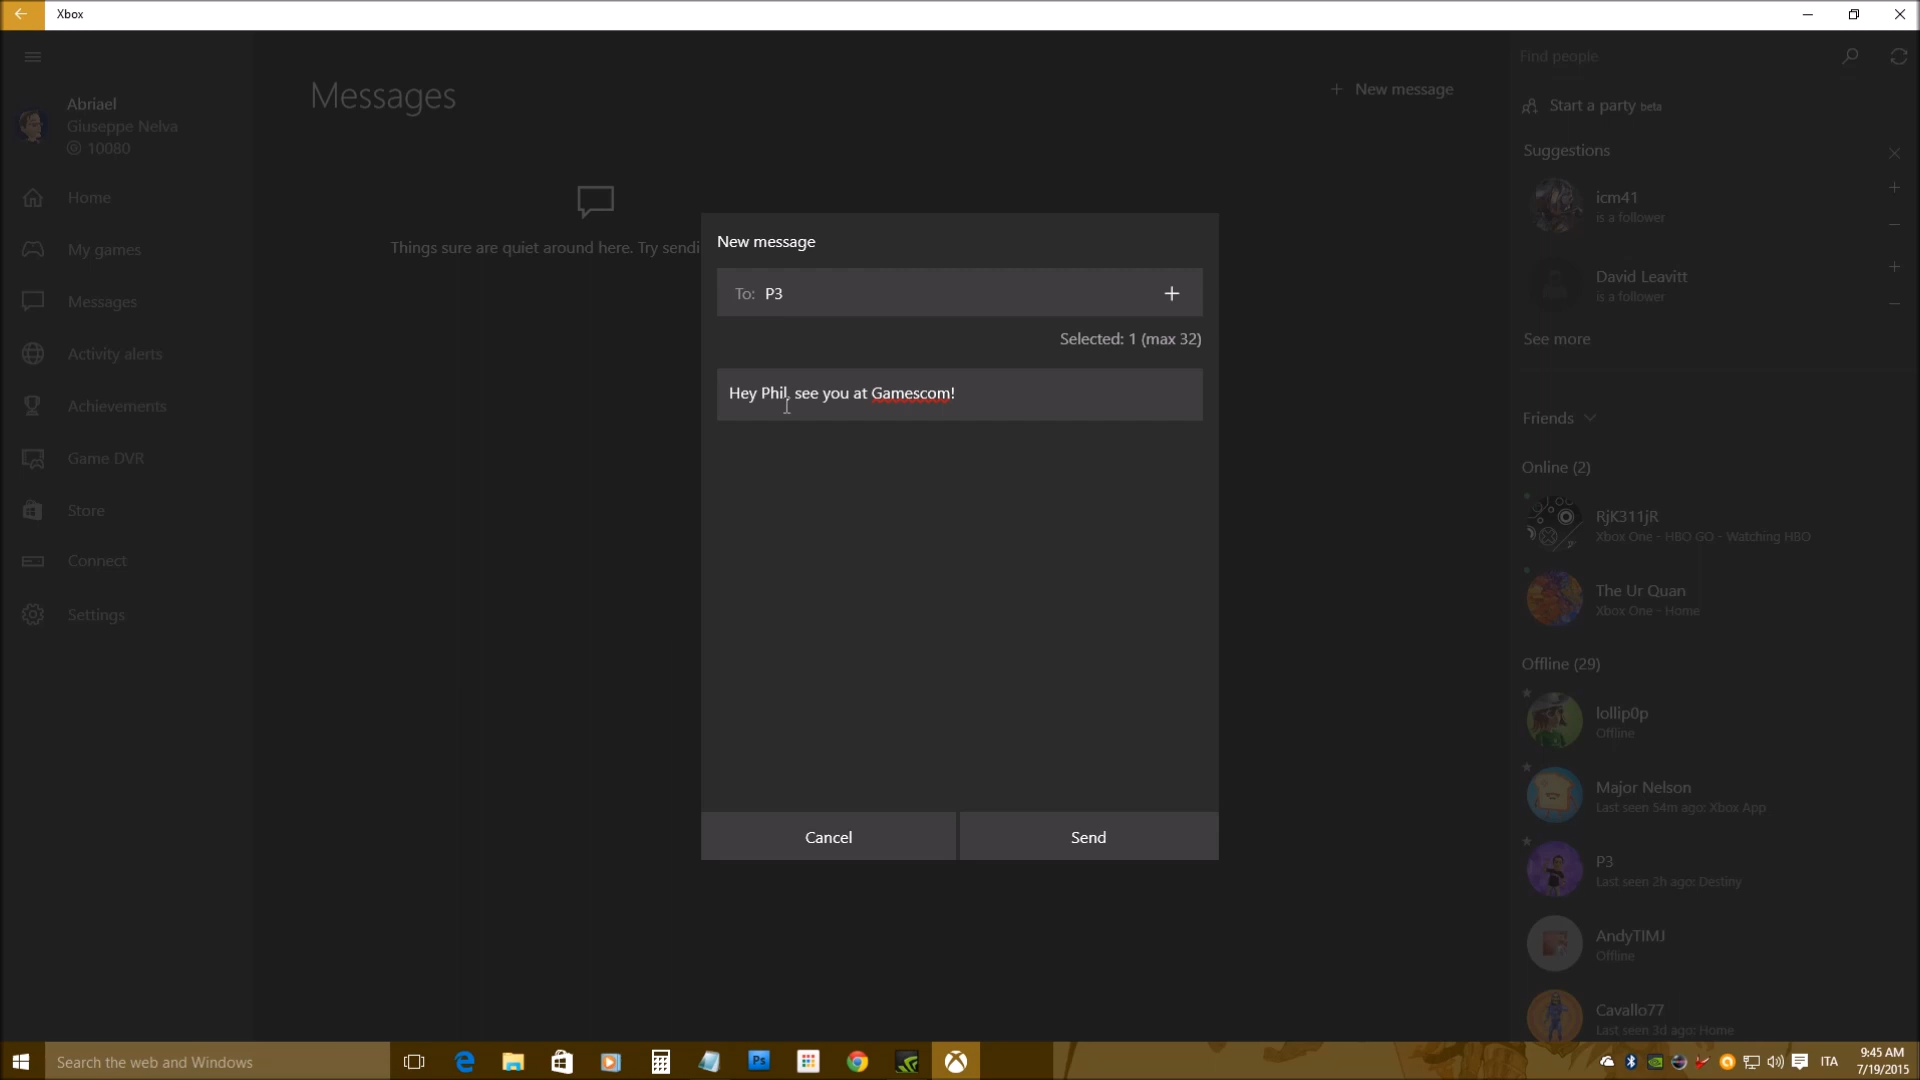 Xbox
Abriael
Giuseppe Nelva
10080
Home
My games
Messages
Activity alerts
Achievements
Game DVR
Store
Connect
Settings
Messages
+ New message
Things sure are quiet around here. Try sendi
New message
To: P3
Selected: 1 (max 32)
Hey Phil, see you at Gamescom!
Cancel
Send
Find people
Start a party beta
Suggestions
icm41
is a follower
David Leavitt
is a follower
See more
Friends
Online (2)
RjK311jR
Xbox One - HBO GO - Watching HBO
The Ur Quan
Xbox One - Home
Offline (29)
lollip0p
Offline
Major Nelson
Last seen 54m ago: Xbox App
P3
Last seen 2h ago: Destiny
AndyTIMJ
Offline
Cavallo77
Last seen 3d ago: Home
Search the web and Windows
Ps
ITA
9:45 AM
7/19/2015